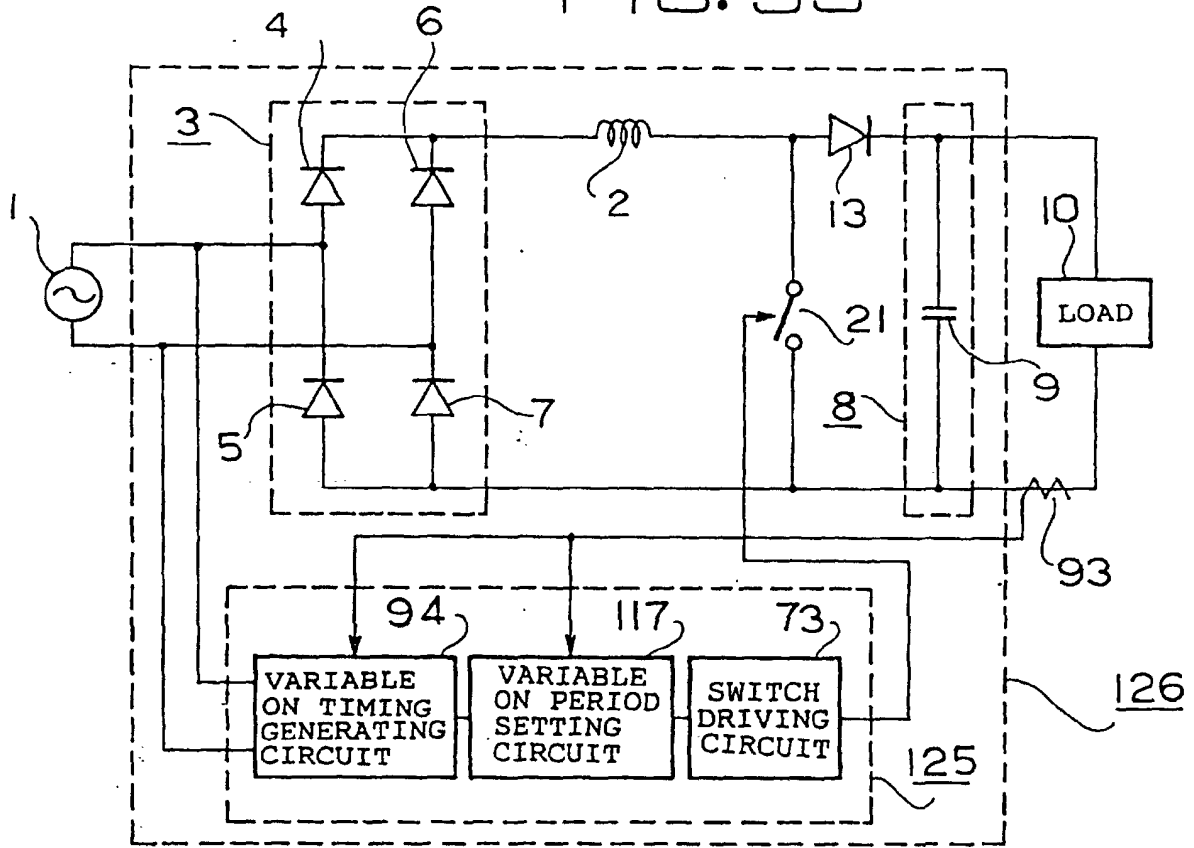 4
6
3
1
2
13
10
LOAD
21
9
8
5
7
93
94
117
73
VARIABLE
ON TIMING
GENERATING
CIRCUIT
VARIABLE
ON PERIOD
SETTING
CIRCUIT
SWITCH
DRIVING
CIRCUIT
126
125